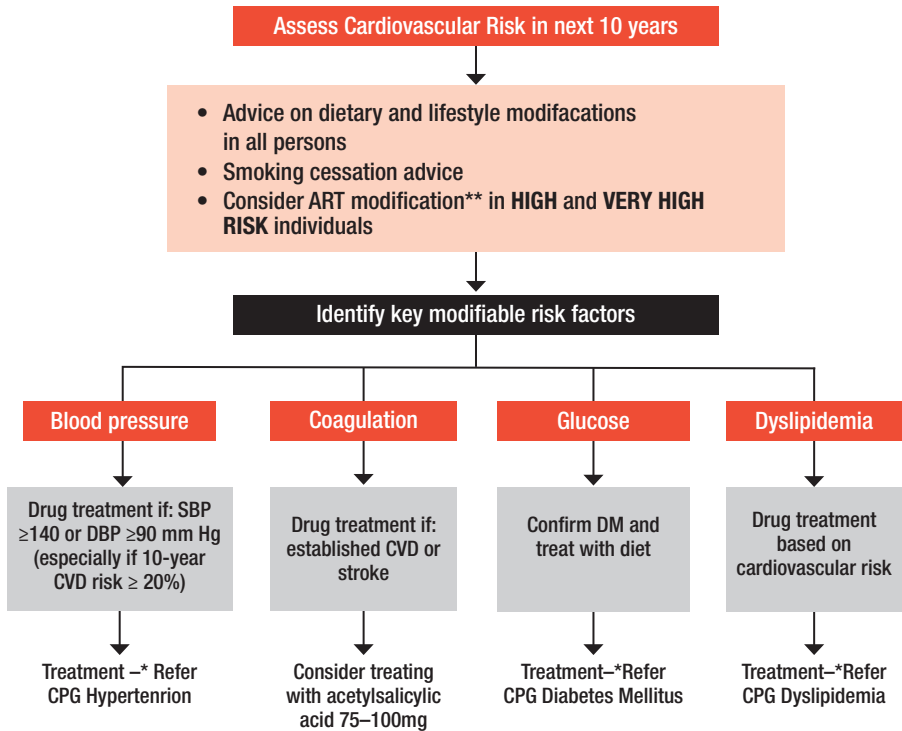 Assess Cardiovascular Risk in next 10 years
• Advice on dietary and lifestyle modifacations
in all persons
• Smoking cessation advice
• Consider ART modification** in HIGH and VERY HIGH
RISK individuals
Identify key modifiable risk factors
Blood pressure
Coagulation
Glucose
Dyslipidemia
Drug treatment if: SBP
≥140 or DBP ≥90 mm Hg
(especially if 10-year
CVD risk ≥ 20%)
Drug treatment if:
established CVD or
stroke
Confirm DM and
treat with diet
Drug treatment
based on
cardiovascular risk
Treatment –* Refer
CPG Hypertenrion
Consider treating
with acetylsalicylic
acid 75–100mg
Treatment–*Refer
CPG Diabetes Mellitus
Treatment–*Refer
CPG Dyslipidemia